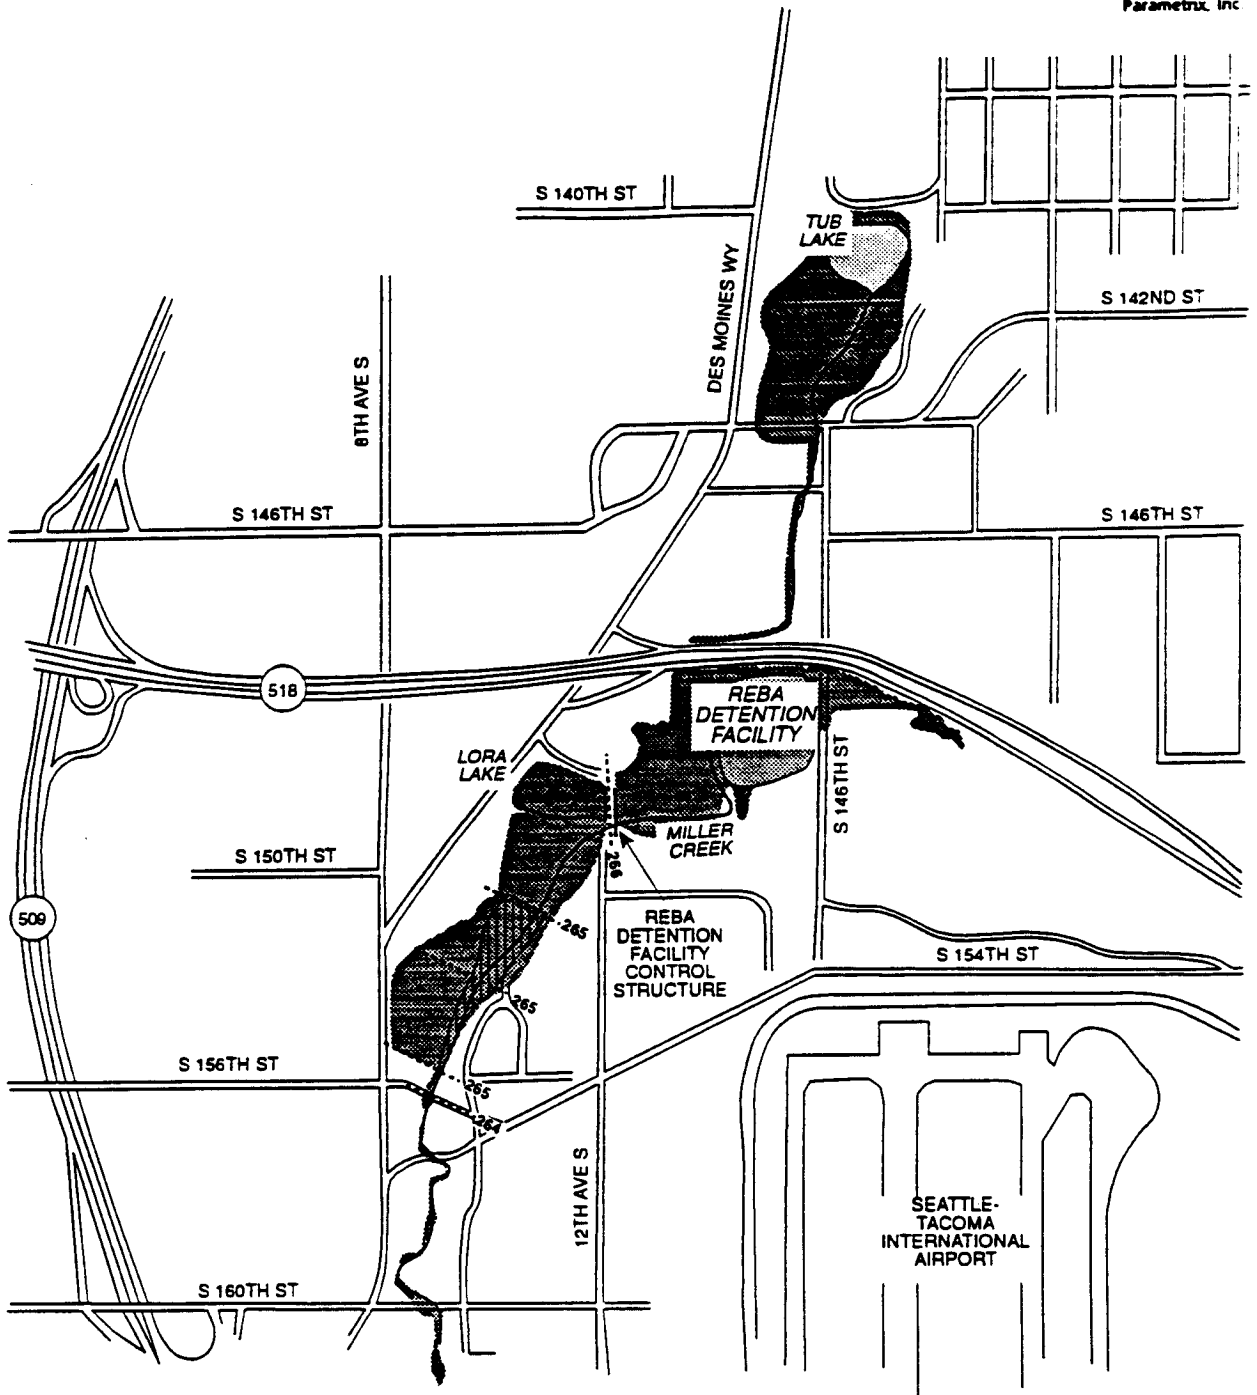 Parametrix, Inc.
S 140TH ST
TUB
LAKE
DES MOINES WY
S 142ND ST
8TH AVE S
S 146TH ST
S 146TH ST
518
REBA
DETENTION
FACILITY
LORA
LAKE
S 146TH ST
MILLER
CREEK
S 150TH ST
266
509
265
REBA
DETENTION
FACILITY
CONTROL
STRUCTURE
S 154TH ST
265
S 156TH ST
265
264
12TH AVE S
SEATTLE-
TACOMA
INTERNATIONAL
AIRPORT
S 160TH ST